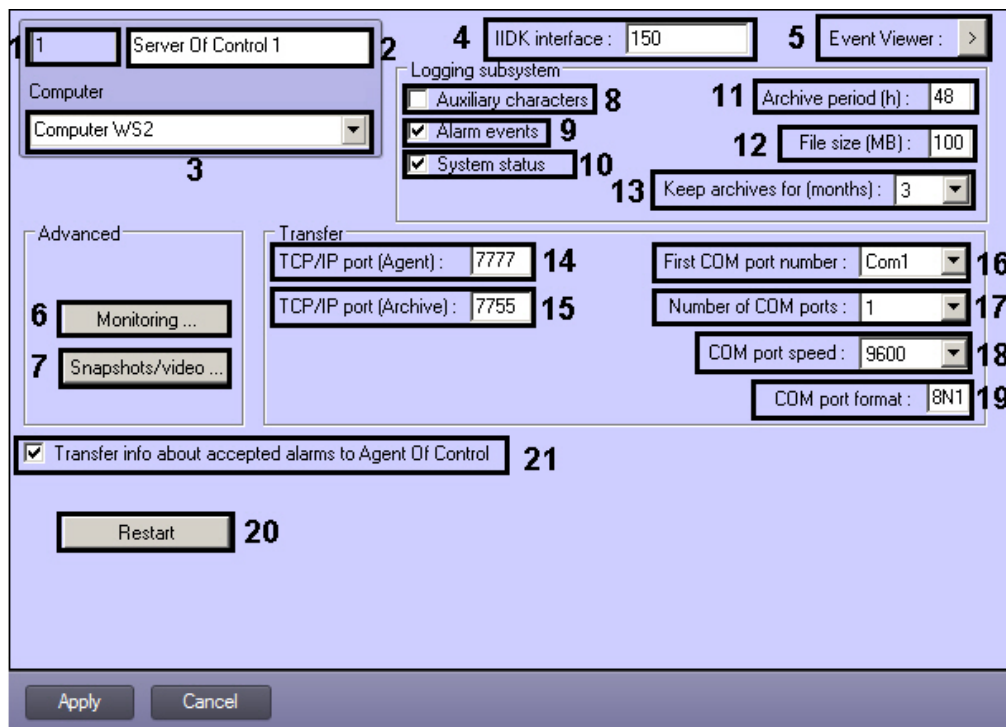 1 1 Server Of Control 1 2
4 IIDK interface : 150
5 Event Viewer : >
Computer
Computer WS2
3
Logging subsystem
Auxiliary characters 8
Alarm events 9
System status 10
11 Archive period (h) : 48
12 File size (MB) : 100
13 Keep archives for (months) : 3
Advanced
6 Monitoring ...
7 Snapshots/video ...
Transfer
TCP/IP port (Agent) : 7777 14
TCP/IP port (Archive) : 7755 15
First COM port number : Com1 16
Number of COM ports : 1 17
COM port speed : 9600 18
COM port format : 8N1 19
Transfer info about accepted alarms to Agent Of Control 21
Restart 20
Apply Cancel